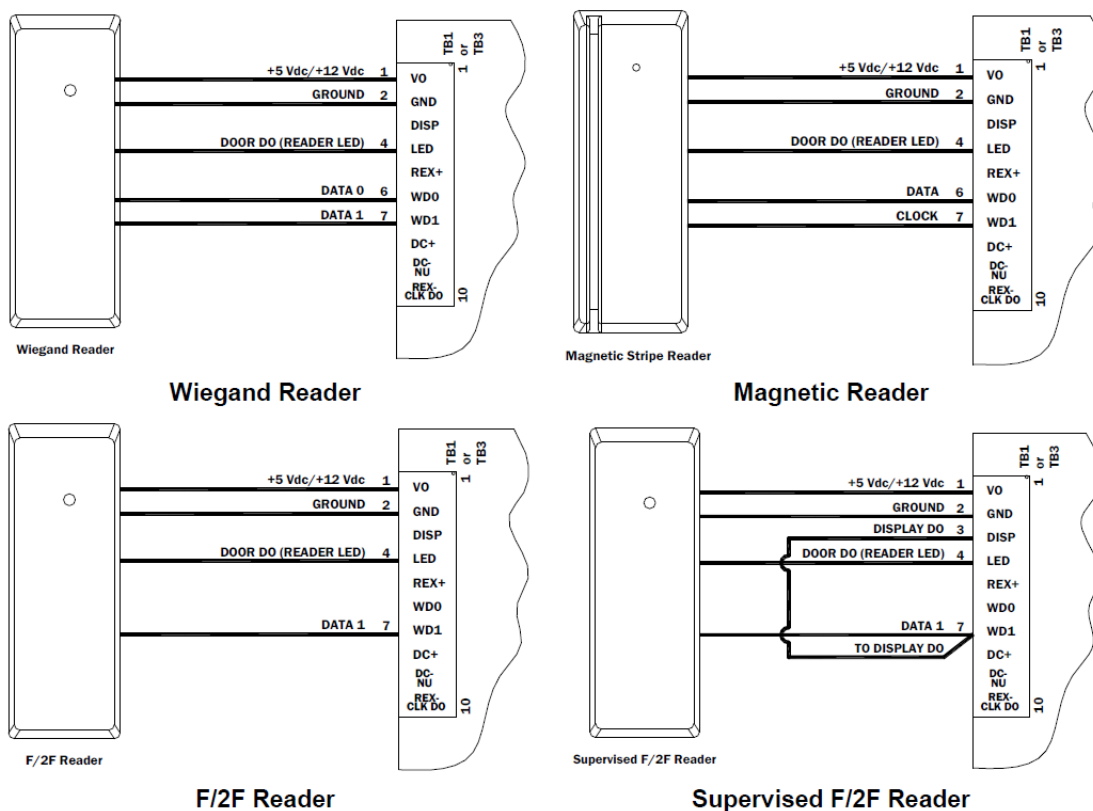 TB1
or
TB3
+5 Vdc/+12 Vdc 1 VO
1
GROUND 2 GND
DISP
DOOR DO (READER LED) 4 LED
REX+
DATA 0 6 WD0
DATA 1 7 WD1
DC+
DC-
NU
REX-
CLK DO
10
Wiegand Reader
Wiegand Reader
TB1
or
TB3
+5 Vdc/+12 Vdc 1 VO
1
GROUND 2 GND
DISP
DOOR DO (READER LED) 4 LED
REX+
DATA 6 WD0
CLOCK 7 WD1
DC+
DC-
NU
REX-
CLK DO
10
Magnetic Stripe Reader
Magnetic Reader
TB1
or
TB3
+5 Vdc/+12 Vdc 1 VO
1
GROUND 2 GND
DISP
DOOR DO (READER LED) 4 LED
REX+
WD0
DATA 1 7 WD1
DC+
DC-
NU
REX-
CLK DO
10
F/2F Reader
F/2F Reader
TB1
or
TB3
+5 Vdc/+12 Vdc 1 VO
1
GROUND 2 GND
DISPLAY DO 3 DISP
DOOR DO (READER LED) 4 LED
REX+
WD0
DATA 1 7 WD1
TO DISPLAY DO DC+
DC-
NU
REX-
CLK DO
10
Supervised F/2F Reader
Supervised F/2F Reader